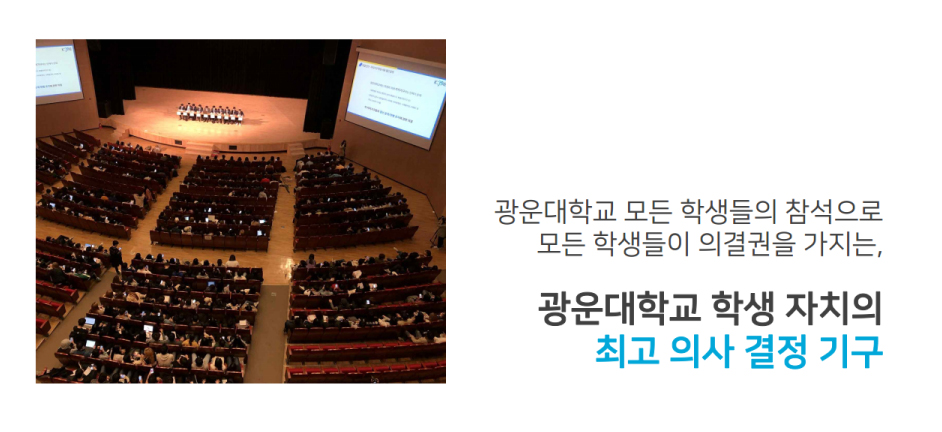 광운대학교 모든 학생들의 참석으로
모든 학생들이 의결권을 가지는,
광운대학교 학생 자치의
최고 의사 결정 기구